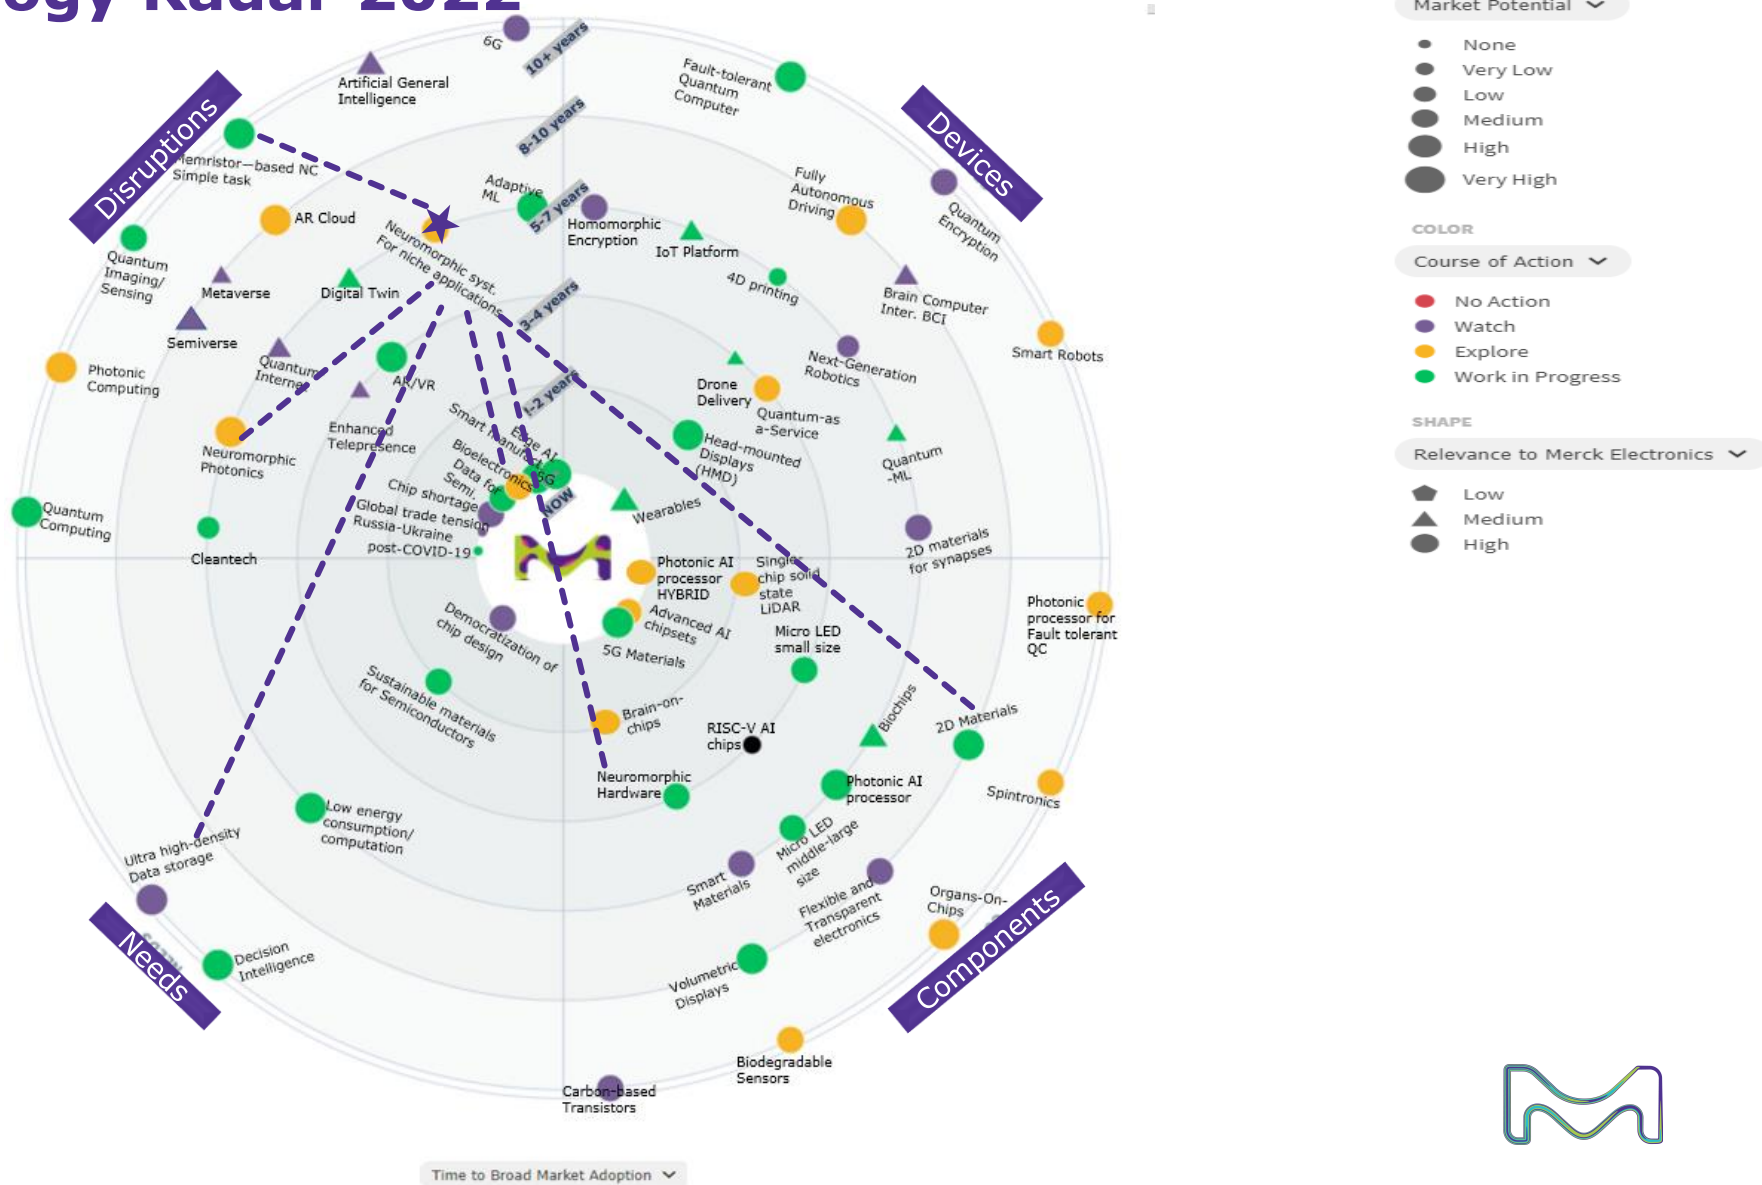 ogy Radar 2022
6G
10+ years
Artificial General
Intelligence
Fault-tolerant
Quantum
Computer
Disruptions
8-10 years
Devices
Memristor—based NC
Simple task
Adaptive
ML
5-7 years
Fully
Autonomous
Driving
AR Cloud
Homomorphic
Encryption
IoT Platform
Quantum
Encryption
Quantum
Imaging/
Sensing
Neuromorphic syst.
For niche applications
Metaverse
Digital Twin
4D printing
Brain Computer
Inter. BCI
3-4 years
Semiverse
Quantum
Internet
Smart Robots
Photonic
Computing
AR/VR
Next-Generation
Robotics
1-2 years
Drone
Delivery
Quantum-as
a-Service
Enhanced
Telepresence
Smart manufact.
Edge AI
Head-mounted
Displays
(HMD)
Neuromorphic
Photonics
Bioelectronics
5G
Quantum
-ML
Data for
Semi.
Chip shortage
NOW
Wearables
Quantum
Computing
Global trade tension
Russia-Ukraine
post-COVID-19
Cleantech
2D materials
for synapses
Photonic AI
processor
HYBRID
Single
chip solid
state
LiDAR
Democratization of
chip design
Advanced AI
chipsets
5G Materials
Micro LED
small size
Photonic
processor for
Fault tolerant
QC
Sustainable materials
for Semiconductors
Brain-on-
chips
RISC-V AI
chips
Biochips
2D Materials
Neuromorphic
Hardware
Photonic AI
processor
Spintronics
Low energy
consumption/
computation
Micro LED
middle-large
size
Ultra high-density
Data storage
Smart
Materials
Flexible and
Transparent
electronics
Organs-On-
Chips
Needs
Decision
Intelligence
Components
Volumetric
Displays
Biodegradable
Sensors
Carbon-based
Transistors
Time to Broad Market Adoption
Market Potential
None
Very Low
Low
Medium
High
Very High
COLOR
Course of Action
No Action
Watch
Explore
Work in Progress
SHAPE
Relevance to Merck Electronics
Low
Medium
High